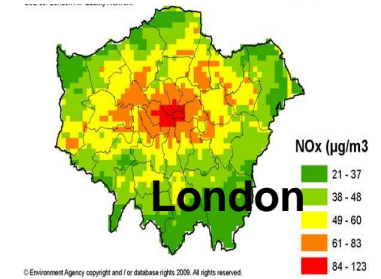 NOx (µg/m3
21 - 37
38 - 48
London
49 - 60
61 - 83
84 - 123
© Environment Agency copyright and / or database rights 2009. All rights reserved.